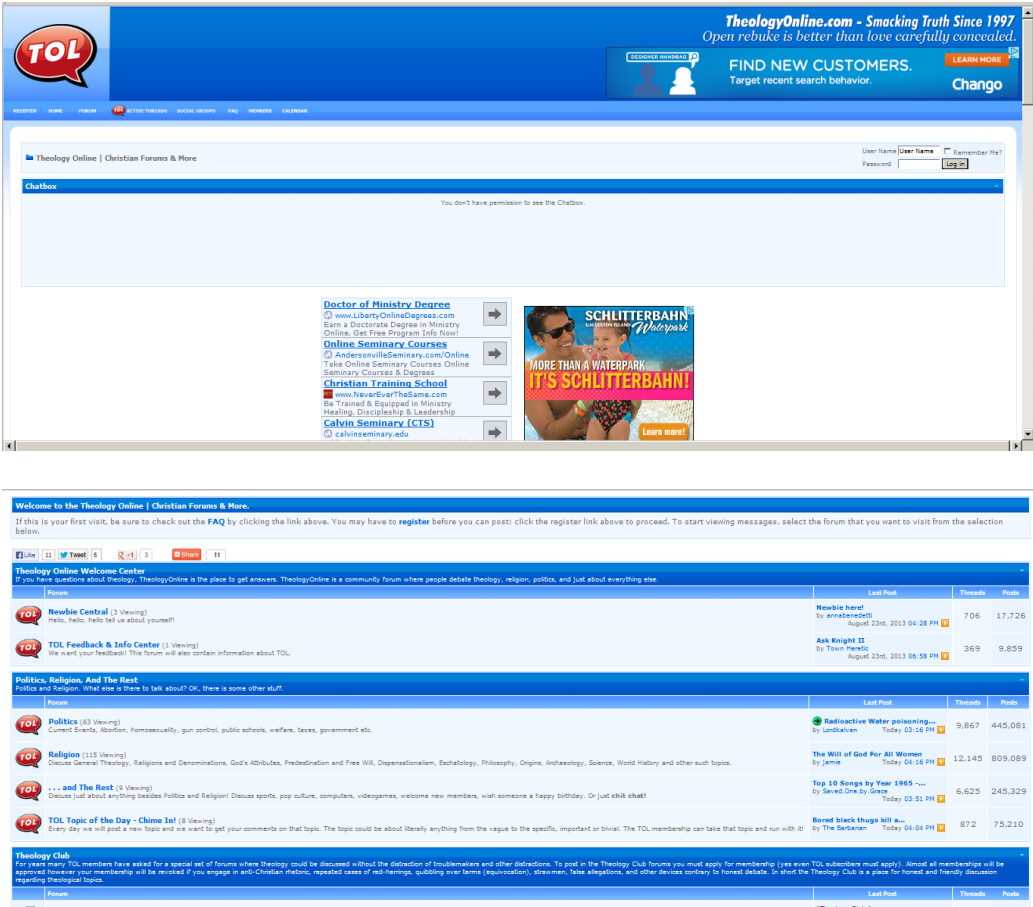 TOL
TheologyOnline.com - Smacking Truth Since 1997
Open rebuke is better than love carefully concealed.
DESIGNER HANDBAG
FIND NEW CUSTOMERS.
Target recent search behavior.
LEARN MORE
Chango
REGISTER HOME FORUM TOL ACTIVE THREADS SOCIAL GROUPS FAQ MEMBERS CALENDAR
Theology Online | Christian Forums & More
User Name User Name Remember Me?
Password Log in
Chatbox
You don't have permission to see the Chatbox.
Doctor of Ministry Degree
www.LibertyOnlineDegrees.com
Earn a Doctorate Degree in Ministry
Online. Get Free Program Info Now!
Online Seminary Courses
AndersonvilleSeminary.com/Online
Take Online Seminary Courses Online
Seminary Courses & Degrees
Christian Training School
www.NeverEverTheSame.com
Be Trained & Equipped in Ministry
Healing, Discipleship & Leadership
Calvin Seminary (CTS)
calvinseminary.edu
SCHLITTERBAHN
GALVESTON ISLAND Waterpark
MORE THAN A WATERPARK
IT'S SCHLITTERBAHN!
Learn more!
Welcome to the Theology Online | Christian Forums & More.
If this is your first visit, be sure to check out the FAQ by clicking the link above. You may have to register before you can post: click the register link above to proceed. To start viewing messages, select the forum that you want to visit from the selection
below.
Like 11 Tweet 6 +1 3 Share 11
Theology Online Welcome Center
If you have questions about theology, TheologyOnline is the place to get answers. TheologyOnline is a community forum where people debate theology, religion, politics, and just about everything else.
Forum Last Post Threads Posts
TOL Newbie Central (3 Viewing)
Hello, hello, hello tell us about yourself!
Newbie here!
by annabenedetti
August 23rd, 2013 04:28 PM
706 17,726
TOL TOL Feedback & Info Center (1 Viewing)
We want your feedback! This forum will also contain information about TOL.
Ask Knight II
by Town Heretic
August 23rd, 2013 06:58 PM
369 9,859
Politics, Religion, And The Rest
Politics and Religion. What else is there to talk about? OK, there is some other stuff.
Forum Last Post Threads Posts
TOL Politics (63 Viewing)
Current Events, Abortion, homosexuality, gun control, public schools, welfare, taxes, government etc.
Radioactive Water poisoning...
by Lordkalvan Today 03:16 PM
9,867 445,081
TOL Religion (115 Viewing)
Discuss General Theology, Religions and Denominations, God's Attributes, Predestination and Free Will, Dispensationalism, Eschatology, Philosophy, Origins, Archaeology, Science, World History and other such topics.
The Will of God For All Women
by Jamie Today 04:16 PM
12,145 809,089
TOL . . . and The Rest (9 Viewing)
Discuss just about anything besides Politics and Religion! Discuss sports, pop culture, computers, videogames, welcome new members, wish someone a happy birthday. Or just chit chat!
Top 10 Songs by Year 1965 -...
by Saved.One.by.Grace
Today 03:51 PM
6,625 245,329
TOL TOL Topic of the Day - Chime In! (8 Viewing)
Every day we will post a new topic and we want to get your comments on that topic. The topic could be about literally anything from the vague to the specific, important or trivial. The TOL membership can take that topic and run with it!
Bored black thugs kill a...
by The Barbarian Today 04:04 PM
872 75,210
Theology Club
For years many TOL members have asked for a special set of forums where theology could be discussed without the distraction of troublemakers and other distractions. To post in the Theology Club forums you must apply for membership (yes even TOL subscribers must apply). Almost all memberships will be
approved however your membership will be revoked if you engage in anti-Christian rhetoric, repeated cases of red-herrings, quibbling over terms (equivocation), strawmen, false allegations, and other devices contrary to honest debate. In short the Theology Club is a place for honest and friendly discussion
regarding theological topics.
Forum Last Post Threads Posts